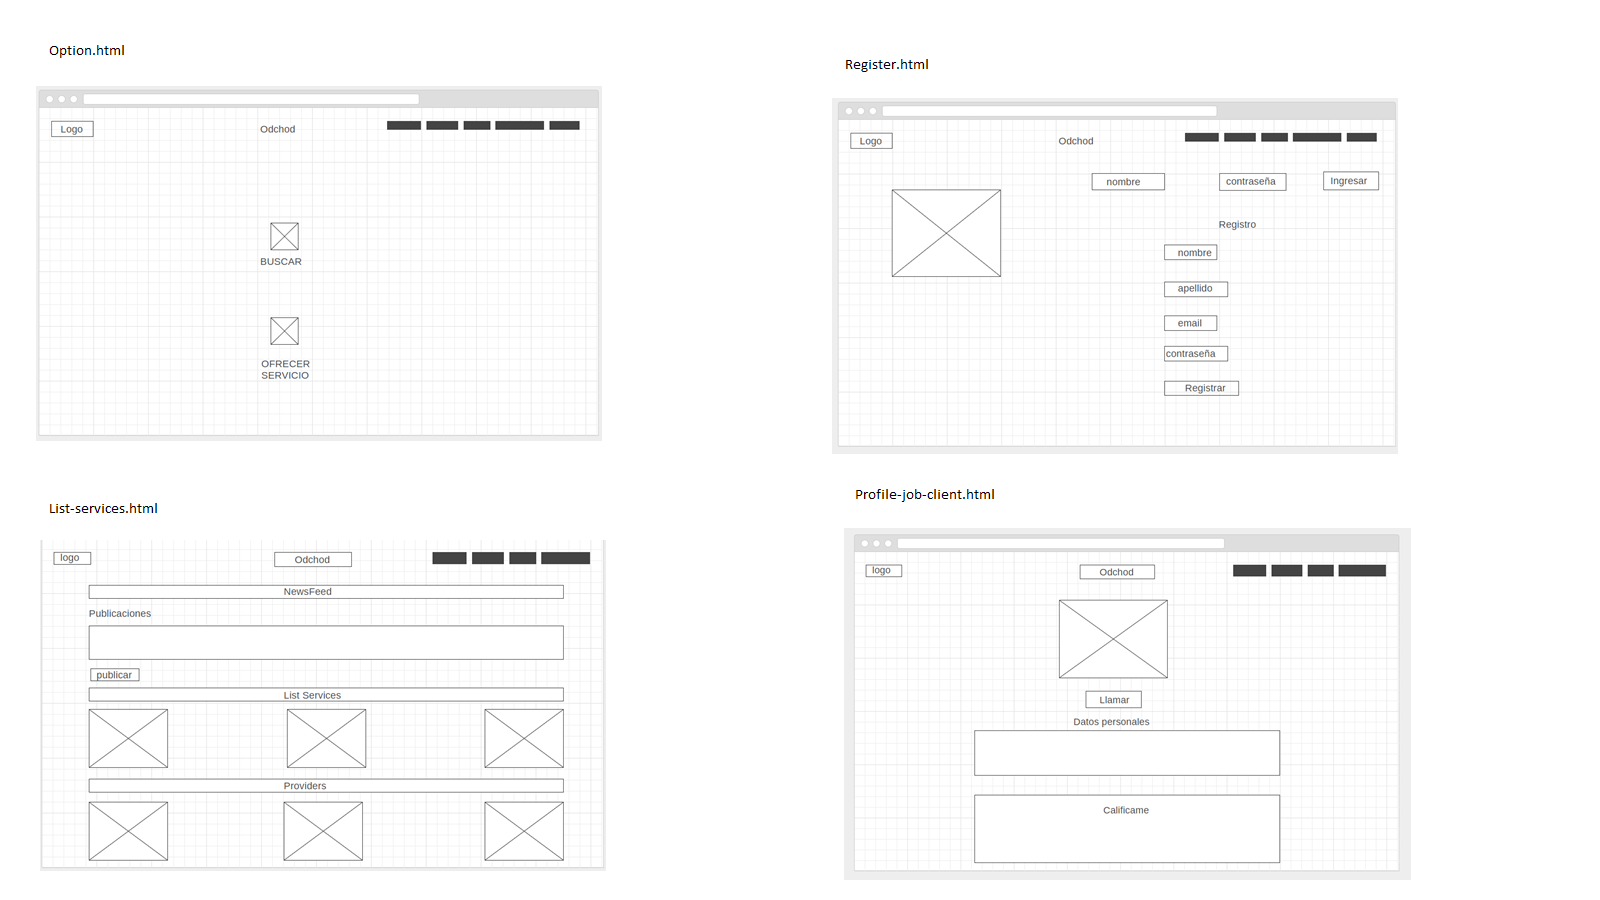 Option.html
Logo
Odchod
BUSCAR
OFRECER
SERVICIO
Register.html
Logo
Odchod
nombre
contraseña
Ingresar
Registro
nombre
apellido
email
contraseña
Registrar
List-services.html
logo
Odchod
NewsFeed
Publicaciones
publicar
List Services
Providers
Profile-job-client.html
logo
Odchod
Llamar
Datos personales
Calificame